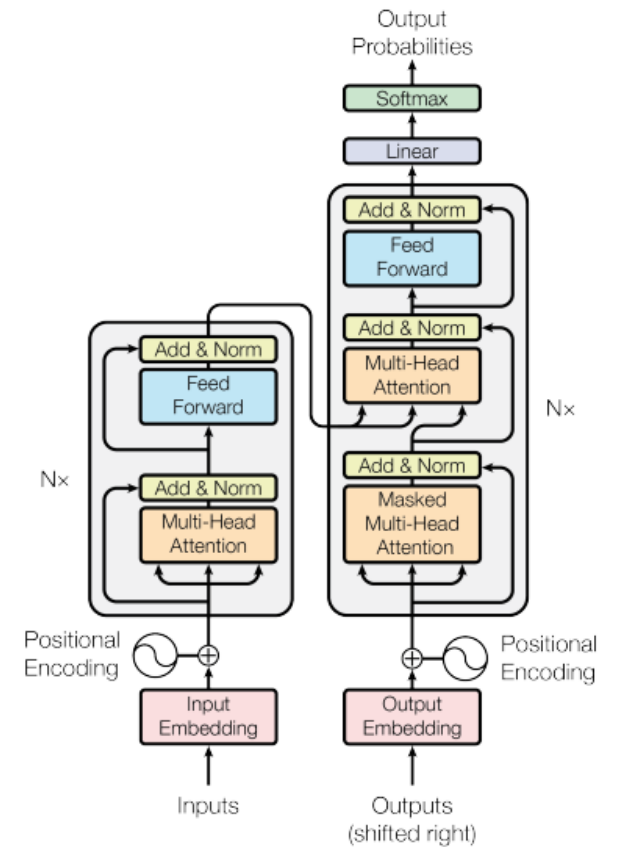 Output
Probabilities
Softmax
Linear
Add & Norm
Feed
Forward
Add & Norm
Multi-Head
Attention
Add & Norm
Masked
Multi-Head
Attention
Nx
Add & Norm
Feed
Forward
Add & Norm
Multi-Head
Attention
Nx
Positional
Encoding
Positional
Encoding
Input
Embedding
Output
Embedding
Inputs
Outputs
(shifted right)